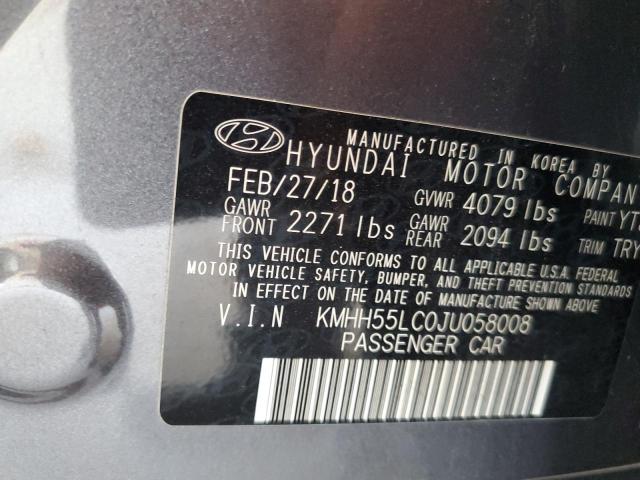 MANUFACTURED IN KOREA BY
HYUNDAI MOTOR COMPAN
FEB/27/18 GVWR 4079 lbs PAINT
GAWR FRONT 2271 lbs GAWR REAR 2094 lbs TRIM TRY
THIS VEHICLE CONFORMS TO ALL APPLICABLE U.S.A. FEDERAL
MOTOR VEHICLE SAFETY, BUMPER, AND THEFT PREVENTION STANDARDS
IN EFFECT ON THE DATE OF MANUFACTURE SHOWN ABOVE.
V.I.N KMHH55LC0JU058008
PASSENGER CAR